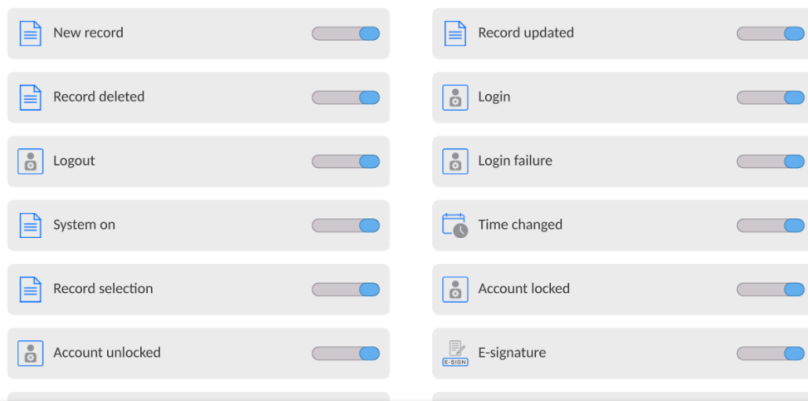 New record
Record updated
Record deleted
Login
Logout
Login failure
System on
Time changed
Record selection
Account locked
Account unlocked
E-SIGN
E-signature